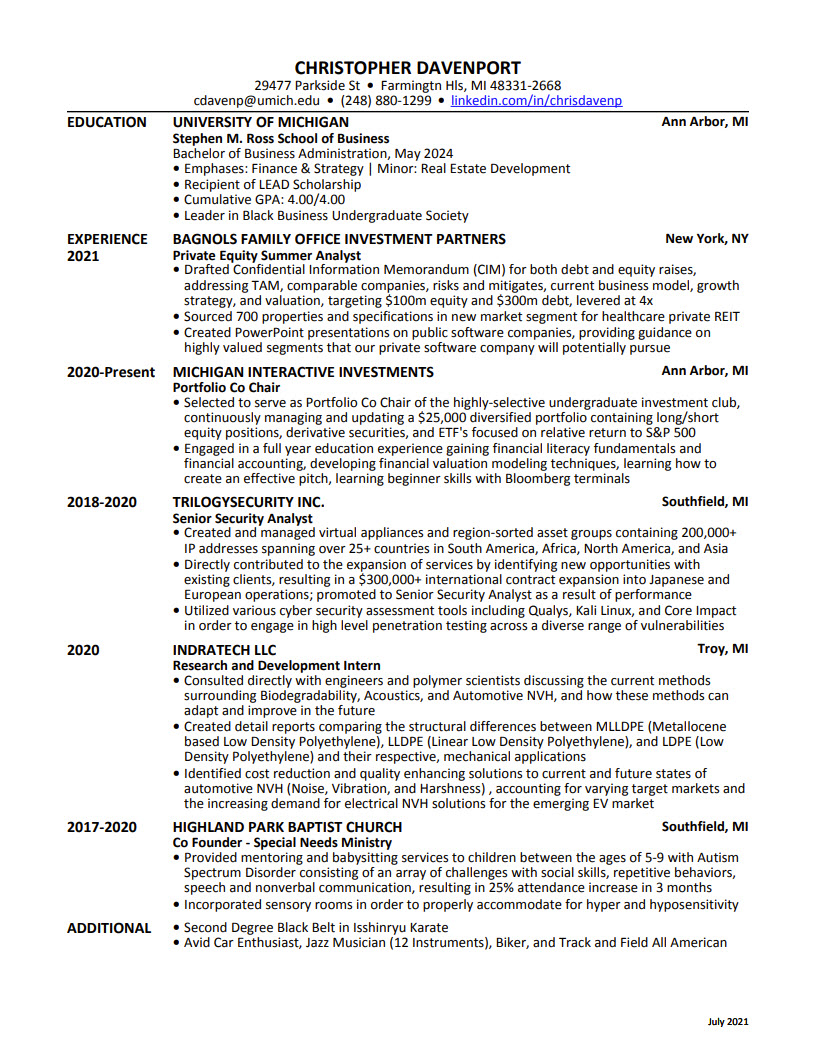 CHRISTOPHER DAVENPORT
29477 Parkside St • Farmingtn Hls, MI 48331-2668
cdavenp@umich.edu • (248) 880-1299 • linkedin.com/in/chrisdavenp
EDUCATION UNIVERSITY OF MICHIGAN Ann Arbor, MI
Stephen M. Ross School of Business
Bachelor of Business Administration, May 2024
• Emphases: Finance & Strategy | Minor: Real Estate Development
• Recipient of LEAD Scholarship
• Cumulative GPA: 4.00/4.00
• Leader in Black Business Undergraduate Society
EXPERIENCE BAGNOLS FAMILY OFFICE INVESTMENT PARTNERS New York, NY
2021 Private Equity Summer Analyst
• Drafted Confidential Information Memorandum (CIM) for both debt and equity raises,
addressing TAM, comparable companies, risks and mitigates, current business model, growth
strategy, and valuation, targeting $100m equity and $300m debt, levered at 4x
• Sourced 700 properties and specifications in new market segment for healthcare private REIT
• Created PowerPoint presentations on public software companies, providing guidance on
highly valued segments that our private software company will potentially pursue
2020-Present MICHIGAN INTERACTIVE INVESTMENTS Ann Arbor, MI
Portfolio Co Chair
• Selected to serve as Portfolio Co Chair of the highly-selective undergraduate investment club,
continuously managing and updating a $25,000 diversified portfolio containing long/short
equity positions, derivative securities, and ETF's focused on relative return to S&P 500
• Engaged in a full year education experience gaining financial literacy fundamentals and
financial accounting, developing financial valuation modeling techniques, learning how to
create an effective pitch, learning beginner skills with Bloomberg terminals
2018-2020 TRILOGYSECURITY INC. Southfield, MI
Senior Security Analyst
• Created and managed virtual appliances and region-sorted asset groups containing 200,000+
IP addresses spanning over 25+ countries in South America, Africa, North America, and Asia
• Directly contributed to the expansion of services by identifying new opportunities with
existing clients, resulting in a $300,000+ international contract expansion into Japanese and
European operations; promoted to Senior Security Analyst as a result of performance
• Utilized various cyber security assessment tools including Qualys, Kali Linux, and Core Impact
in order to engage in high level penetration testing across a diverse range of vulnerabilities
2020 INDRATECH LLC Troy, MI
Research and Development Intern
• Consulted directly with engineers and polymer scientists discussing the current methods
surrounding Biodegradability, Acoustics, and Automotive NVH, and how these methods can
adapt and improve in the future
• Created detail reports comparing the structural differences between MLLDPE (Metallocene
based Low Density Polyethylene), LLDPE (Linear Low Density Polyethylene), and LDPE (Low
Density Polyethylene) and their respective, mechanical applications
• Identified cost reduction and quality enhancing solutions to current and future states of
automotive NVH (Noise, Vibration, and Harshness) , accounting for varying target markets and
the increasing demand for electrical NVH solutions for the emerging EV market
2017-2020 HIGHLAND PARK BAPTIST CHURCH Southfield, MI
Co Founder - Special Needs Ministry
• Provided mentoring and babysitting services to children between the ages of 5-9 with Autism
Spectrum Disorder consisting of an array of challenges with social skills, repetitive behaviors,
speech and nonverbal communication, resulting in 25% attendance increase in 3 months
• Incorporated sensory rooms in order to properly accommodate for hyper and hyposensitivity
ADDITIONAL • Second Degree Black Belt in Isshinryu Karate
• Avid Car Enthusiast, Jazz Musician (12 Instruments), Biker, and Track and Field All American
July 2021